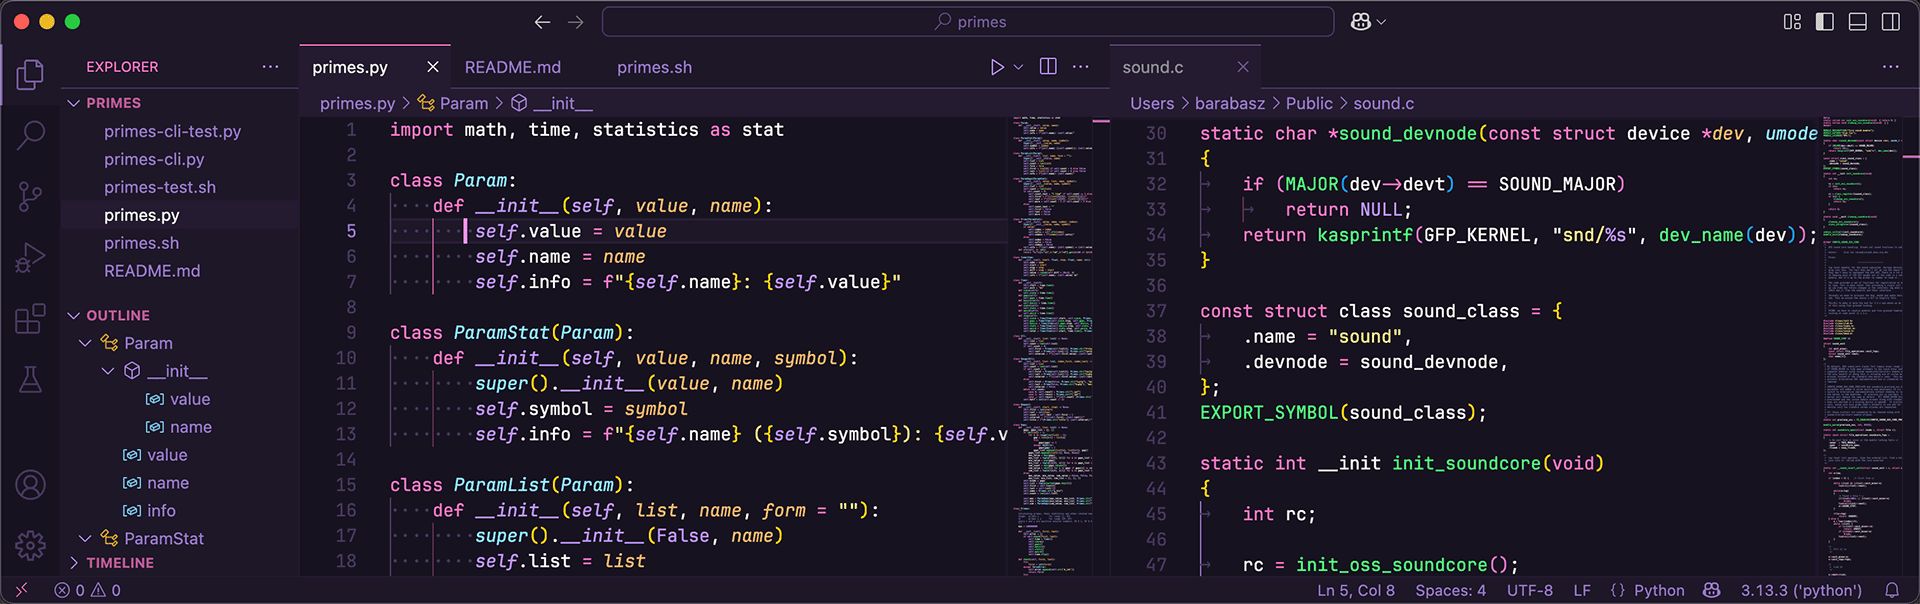 primes
EXPLORER
PRIMES
primes-cli-test.py
primes-cli.py
primes-test.sh
primes.py
primes.sh
README.md
OUTLINE
Param
__init__
value
name
value
name
info
ParamStat
TIMELINE
primes.py
README.md
primes.sh
primes.py > Param > __init__
1 import math, time, statistics as stat
2
3 class Param:
4 def __init__(self, value, name):
5 self.value = value
6 self.name = name
7 self.info = f"{self.name}: {self.value}"
8
9 class ParamStat(Param):
10 def __init__(self, value, name, symbol):
11 super().__init__(value, name)
12 self.symbol = symbol
13 self.info = f"{self.name} ({self.symbol}): {self.v
14
15 class ParamList(Param):
16 def __init__(self, list, name, form = ""):
17 super().__init__(False, name)
18 self.list = list
sound.c
Users > barabasz > Public > sound.c
30 static char *sound_devnode(const struct device *dev, umode
31 {
32 if (MAJOR(dev->devt) == SOUND_MAJOR)
33 return NULL;
34 return kasprintf(GFP_KERNEL, "snd/%s", dev_name(dev));
35 }
36
37 const struct class sound_class = {
38 .name = "sound",
39 .devnode = sound_devnode,
40 };
41 EXPORT_SYMBOL(sound_class);
42
43 static int __init init_soundcore(void)
44 {
45 int rc;
46
47 rc = init_oss_soundcore();
0 0
Ln 5, Col 8 Spaces: 4 UTF-8 LF {} Python 3.13.3 ('python')